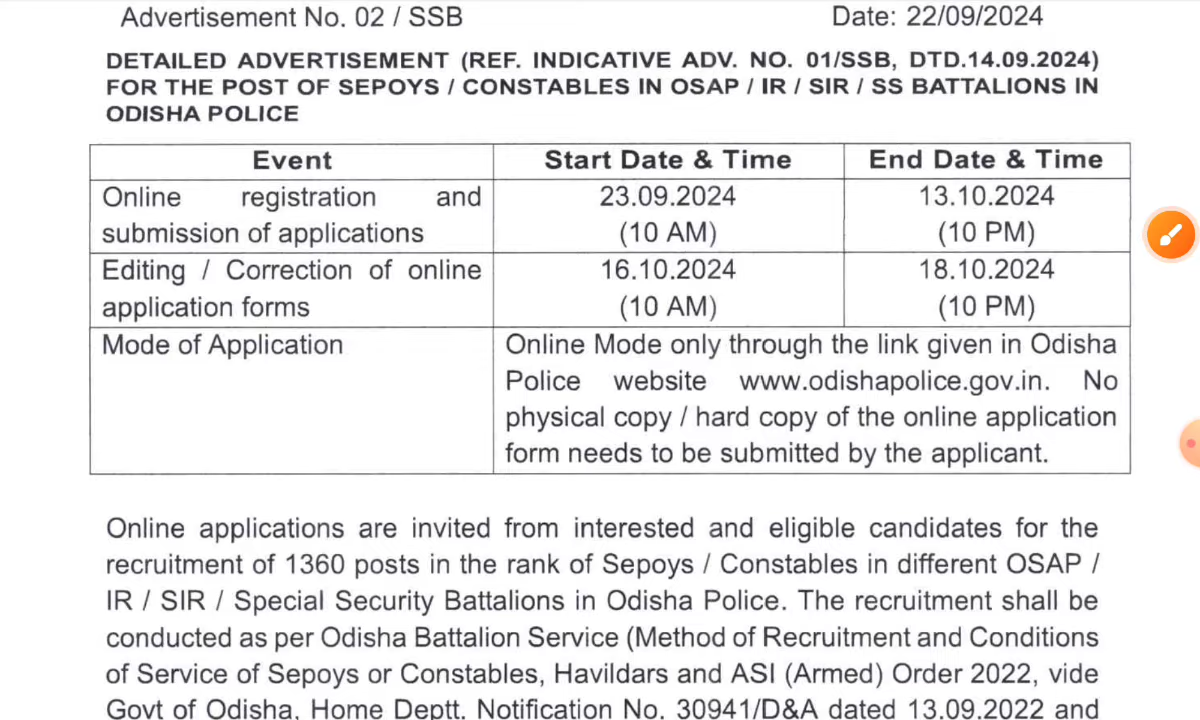 Advertisement No. 02 / SSB Date: 22/09/2024
DETAILED ADVERTISEMENT (REF. INDICATIVE ADV. NO. 01/SSB, DTD.14.09.2024)
FOR THE POST OF SEPOYS / CONSTABLES IN OSAP / IR / SIR / SS BATTALIONS IN
ODISHA POLICE
Event Start Date & Time End Date & Time
Online registration and 23.09.2024 13.10.2024
submission of applications (10 AM) (10 PM)
Editing / Correction of online 16.10.2024 18.10.2024
application forms (10 AM) (10 PM)
Mode of Application Online Mode only through the link given in Odisha
Police website www.odishapolice.gov.in. No
physical copy / hard copy of the online application
form needs to be submitted by the applicant.
Online applications are invited from interested and eligible candidates for the
recruitment of 1360 posts in the rank of Sepoys / Constables in different OSAP /
IR / SIR / Special Security Battalions in Odisha Police. The recruitment shall be
conducted as per Odisha Battalion Service (Method of Recruitment and Conditions
of Service of Sepoys or Constables, Havildars and ASI (Armed) Order 2022, vide
Govt of Odisha, Home Deptt. Notification No. 30941/D&A dated 13.09.2022 and